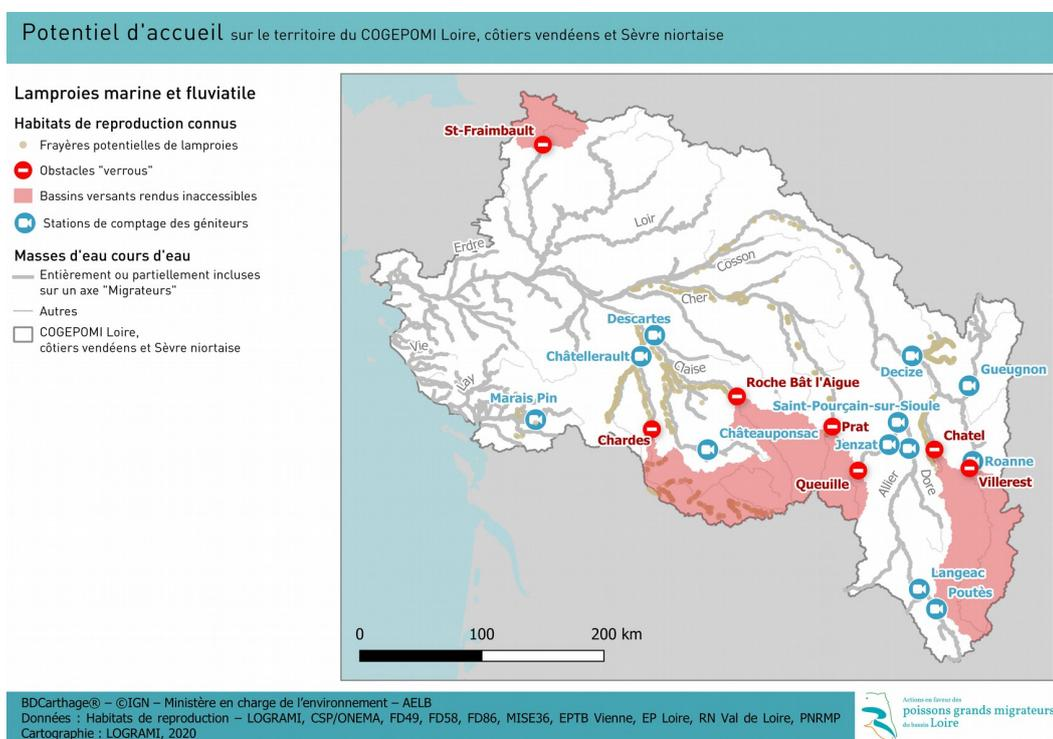 Potentiel d'accueil sur le territoire du COGEPOMI Loire, côtiers vendéens et Sèvre niortaise
Lamproies marine et fluviatile
Habitats de reproduction connus
Frayères potentielles de lamproies
Obstacles "verrous"
Bassins versants rendus inaccessibles
Stations de comptage des géniteurs
Masses d'eau cours d'eau
Entièrement ou partiellement incluses
sur un axe "Migrateurs"
Autres
COGEPOMI Loire,
côtiers vendéens et Sèvre niortaise
St-Fraimbault
Loir
Erdre
Cosson
Cher
Descartes
Châtellerault
Claise
Vie
Lay
Decize
Gueugnon
Roche Bât l'Aigue
Marais Pin
Saint-Pourçain-sur-Sioule
Prat
Châteauponsac
Chardes
Jenzat
Chatel
Roanne
Villerest
Queuille
Allier
Dore
Langeac
Poutès
0 100 200 km
BDCarthage® – ©IGN – Ministère en charge de l'environnement – AELB
Données : Habitats de reproduction – LOGRAMI, CSP/ONEMA, FD49, FD58, FD86, MISE36, EPTB Vienne, EP Loire, RN Val de Loire, PNRMP
Cartographie : LOGRAMI, 2020
Actions en faveur des
poissons grands migrateurs
du bassin Loire